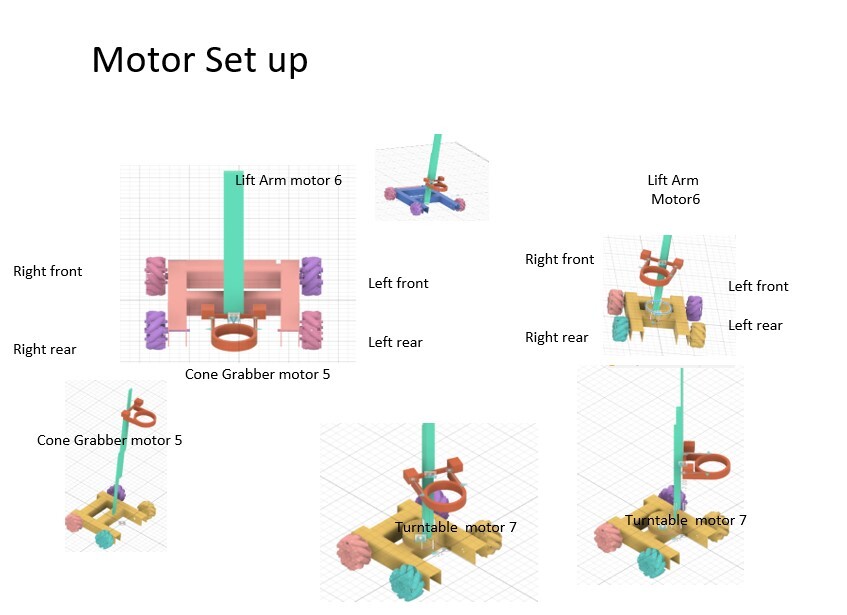 Motor Set up
Lift Arm motor 6
Lift Arm
Motor6
Right front
Left front
Right rear
Left rear
Cone Grabber motor 5
Right front
Left front
Left rear
Right rear
Cone Grabber motor 5
Turntable  motor 7
Turntable  motor 7